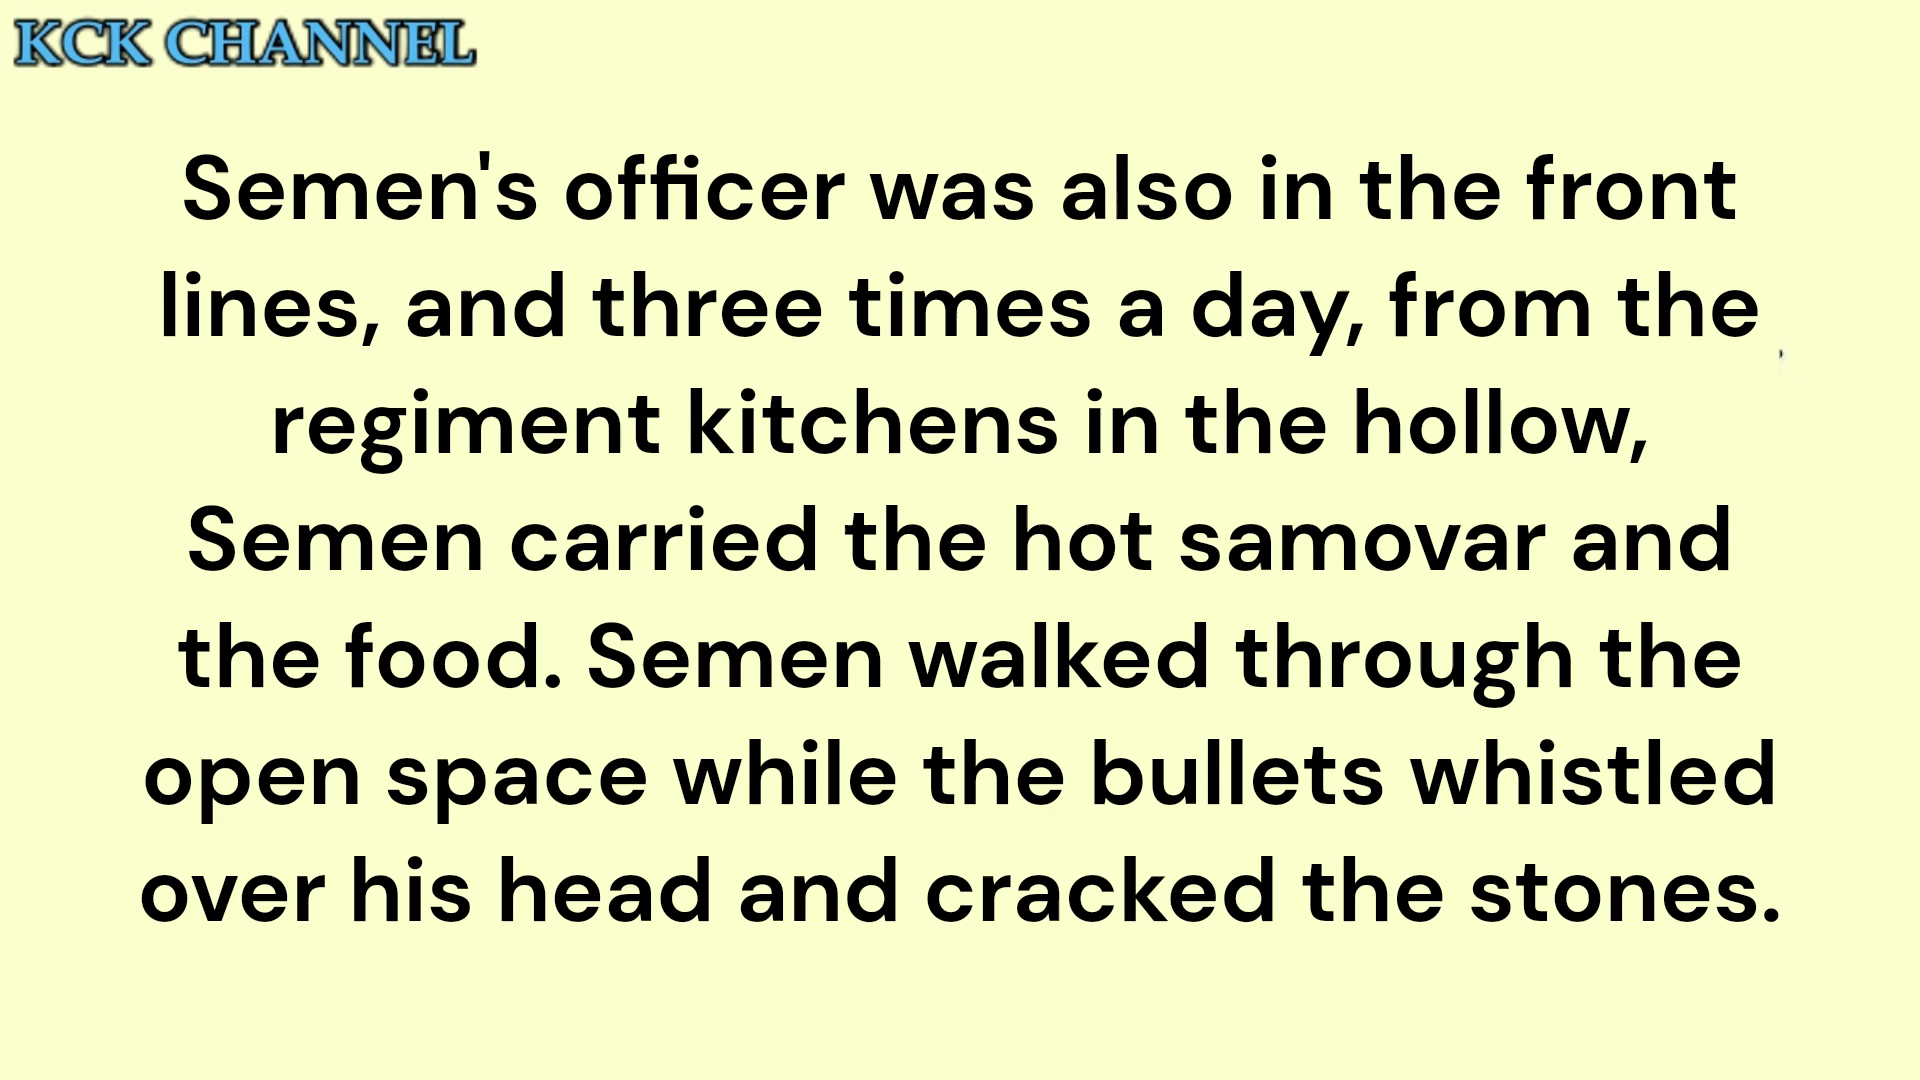 KCK CHANNEL
Semen's officer was also in the front
lines, and three times a day, from the
regiment kitchens in the hollow,
Semen carried the hot samovar and
the food. Semen walked through the
open space while the bullets whistled
over his head and cracked the stones.